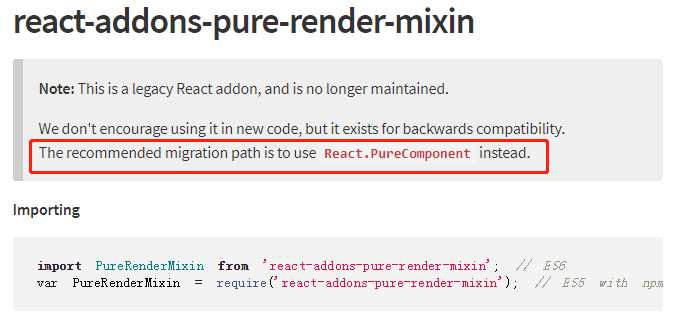 react-addons-pure-render-mixin
Note: This is a legacy React addon, and is no longer maintained.
We don't encourage using it in new code, but it exists for backwards compatibility.
The recommended migration path is to use React.PureComponent instead.
Importing
import PureRenderMixin from 'react-addons-pure-render-mixin'; // ES6
var PureRenderMixin = require('react-addons-pure-render-mixin'); // ES5 with npm